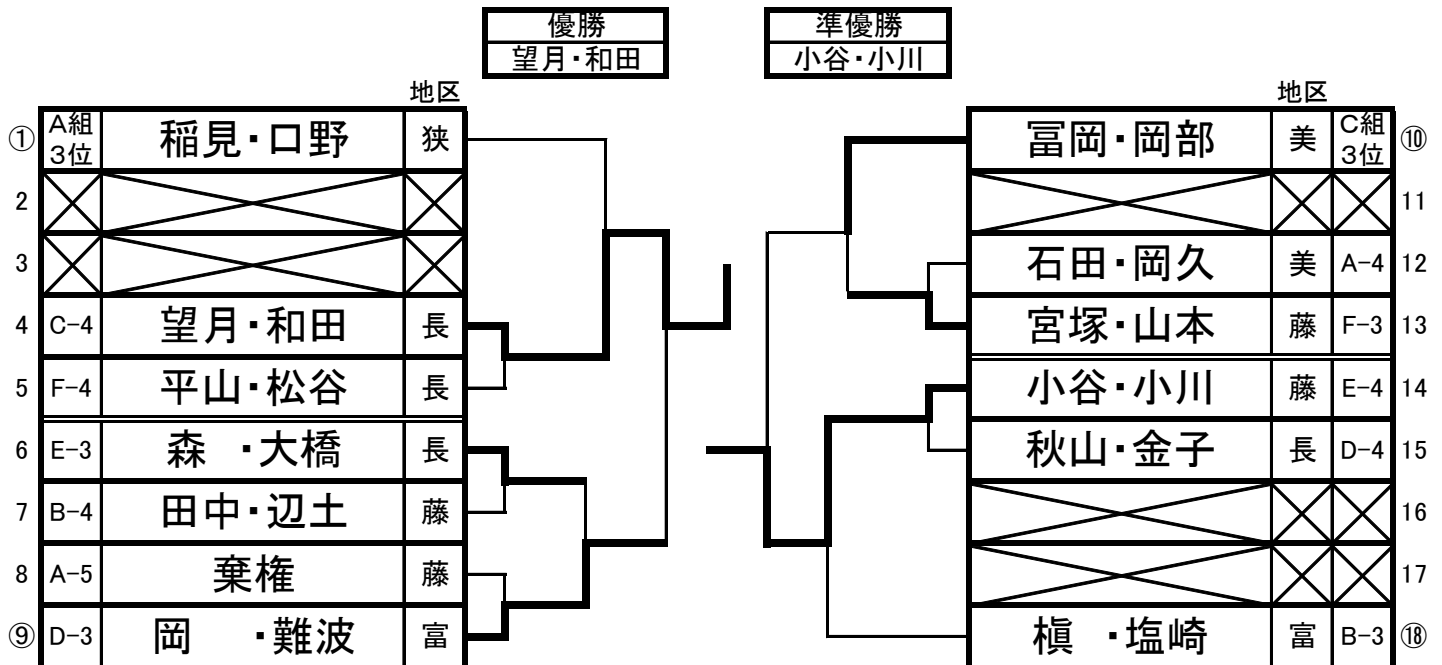 優勝
望月・和田
準優勝
小谷・小川
地区
① A組3位 稲見・口野 狭
2
3
4 C-4 望月・和田 長
5 F-4 平山・松谷 長
6 E-3 森 ・大橋 長
7 B-4 田中・辺土 藤
8 A-5 棄権 藤
⑨ D-3 岡 ・難波 富
地区
冨岡・岡部 美 C組3位 ⑩
11
石田・岡久 美 A-4 12
宮塚・山本 藤 F-3 13
小谷・小川 藤 E-4 14
秋山・金子 長 D-4 15
16
17
槇 ・塩崎 富 B-3 ⑱